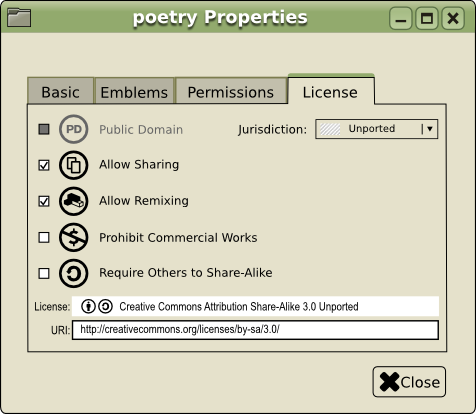 poetry Properties
Basic Emblems Permissions License
PD Public Domain Jurisdiction: Unported
Allow Sharing
Allow Remixing
Prohibit Commercial Works
Require Others to Share-Alike
License: Creative Commons Attribution Share-Alike 3.0 Unported
URI: http://creativecommons.org/licenses/by-sa/3.0/
Close